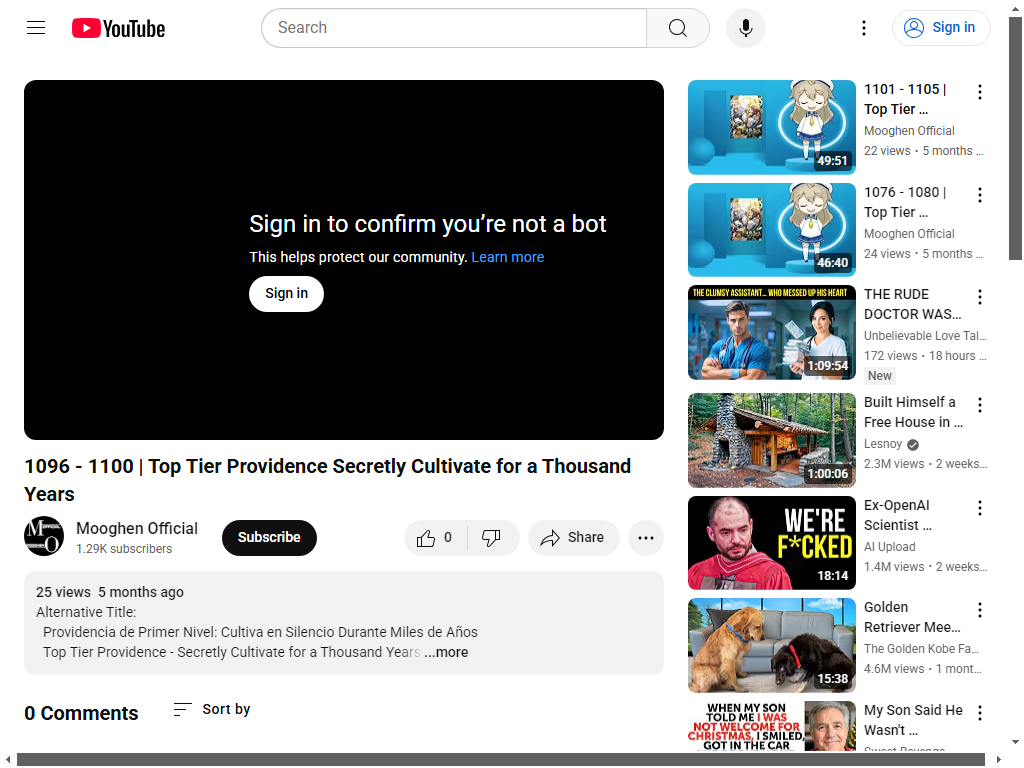 YouTube
Search
Sign in
Sign in to confirm you're not a bot
This helps protect our community. Learn more
Sign in
1096 - 1100 | Top Tier Providence Secretly Cultivate for a Thousand
Years
Mooghen Official
1.29K subscribers
Subscribe
0
Share
25 views 5 months ago
Alternative Title:
Providencia de Primer Nivel: Cultiva en Silencio Durante Miles de Años
Top Tier Providence - Secretly Cultivate for a Thousand Years ...more
0 Comments
Sort by
49:51
1101 - 1105 |
Top Tier ...
Mooghen Official
22 views • 5 months ...
46:40
1076 - 1080 |
Top Tier ...
Mooghen Official
24 views • 5 months ...
THE CLUMSY ASSISTANT... WHO MESSED UP HIS HEART
1:09:54
THE RUDE
DOCTOR WAS...
Unbelievable Love Tal...
172 views • 18 hours ...
New
1:00:06
Built Himself a
Free House in ...
Lesnoy
2.3M views • 2 weeks...
WE'RE
F*CKED
18:14
Ex-OpenAI
Scientist ...
AI Upload
1.4M views • 2 weeks...
15:38
Golden
Retriever Mee...
The Golden Kobe Fa...
4.6M views • 1 mont...
WHEN MY SON
TOLD ME I WAS
NOT WELCOME FOR
CHRISTMAS, I SMILED,
GOT IN THE CAR
My Son Said He
Wasn't ...
Sweet Revenge